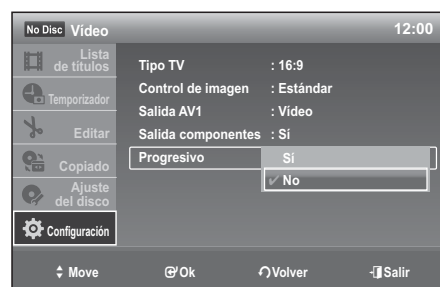 No Disc Vídeo 12:00
Lista
de títulos
Temporizador
Editar
Copiado
Ajuste
del disco
Configuración
Tipo TV : 16:9
Control de imagen : Estándar
Salida AV1 : Vídeo
Salida componentes : Sí
Progresivo Sí
✔ No
Move Ok Volver Salir